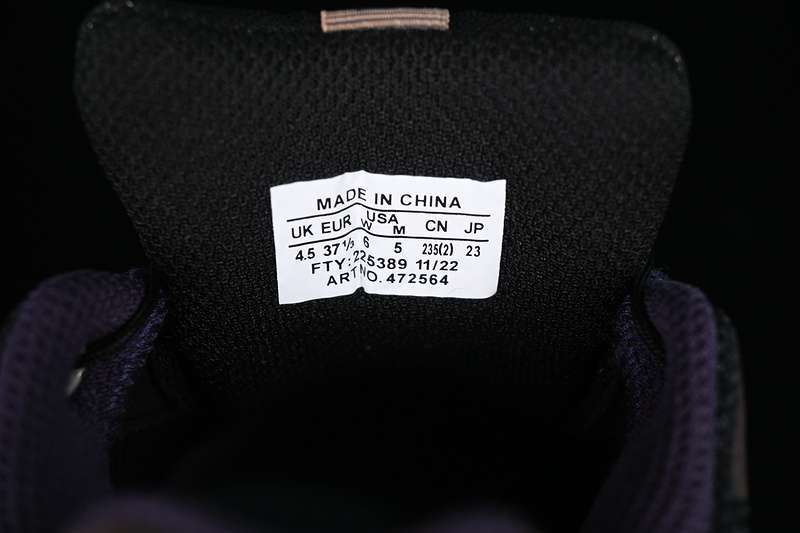 MADE IN CHINA
UK EUR USA CN JP
W M
4.5 37⅓ 6 5 235(2) 23
FTY: 225389 11/22
ART NO. 472564